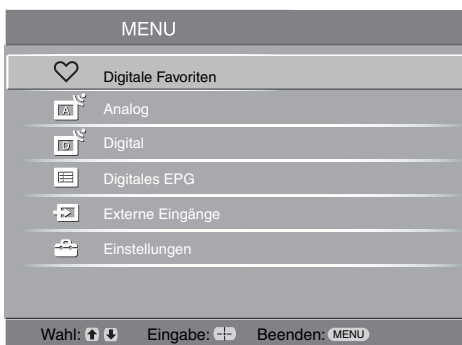 MENU
Digitale Favoriten
A Analog
D Digital
Digitales EPG
Externe Eingänge
Einstellungen
Wahl: Eingabe: Beenden: MENU